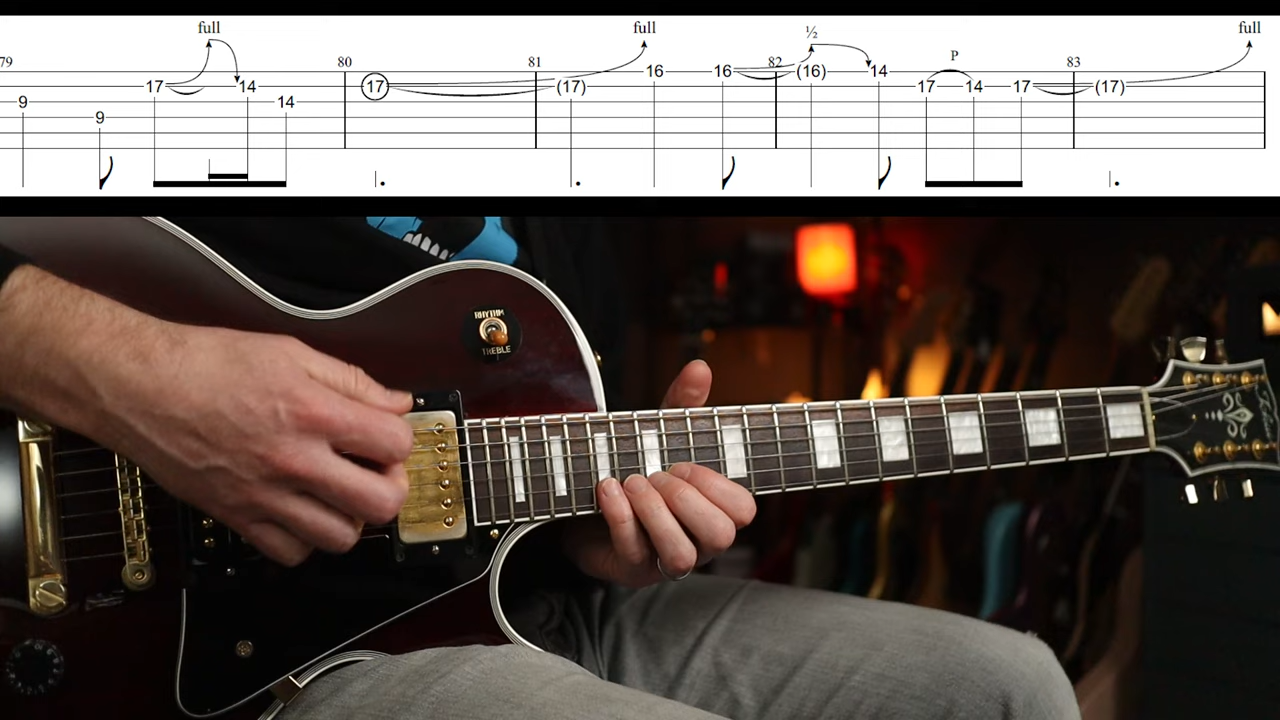 full full ½ full
79 80 81 82 P 83
16 16 (16) 14
17 14 17 (17) 17 14 17 (17)
9 14
9
RHYTHM
TREBLE